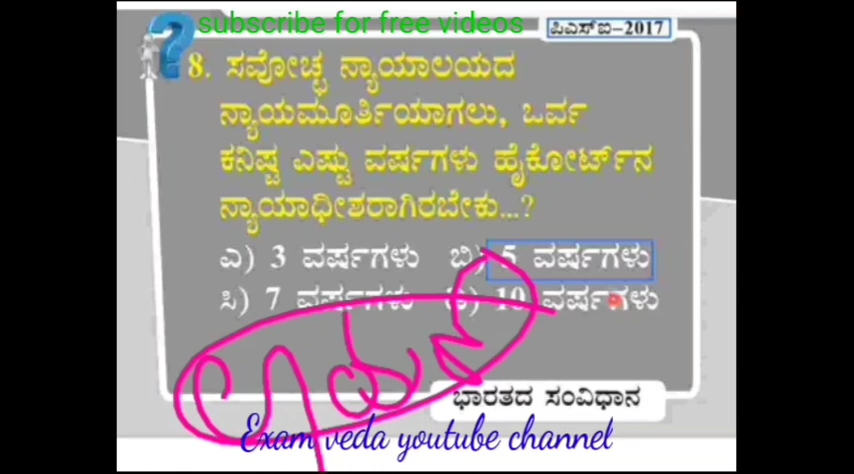 subscribe for free videos
ಪಿಎಸ್ಐ–2017
8. ಸರ್ವೋಚ್ಛ ನ್ಯಾಯಾಲಯದ
ನ್ಯಾಯಮೂರ್ತಿಯಾಗಲು, ಓರ್ವ
ಕನಿಷ್ಟ ಎಷ್ಟು ವರ್ಷಗಳು ಹೈಕೋರ್ಟ್‌ನ
ನ್ಯಾಯಾಧೀಶರಾಗಿರಬೇಕು...?
ಎ) 3 ವರ್ಷಗಳು ಬಿ) 5 ವರ್ಷಗಳು
ಸಿ) 7 ವರ್ಷಗಳು ಡಿ) 10 ವರ್ಷಗಳು
ಭಾರತದ ಸಂವಿಧಾನ
Exam veda youtube channel